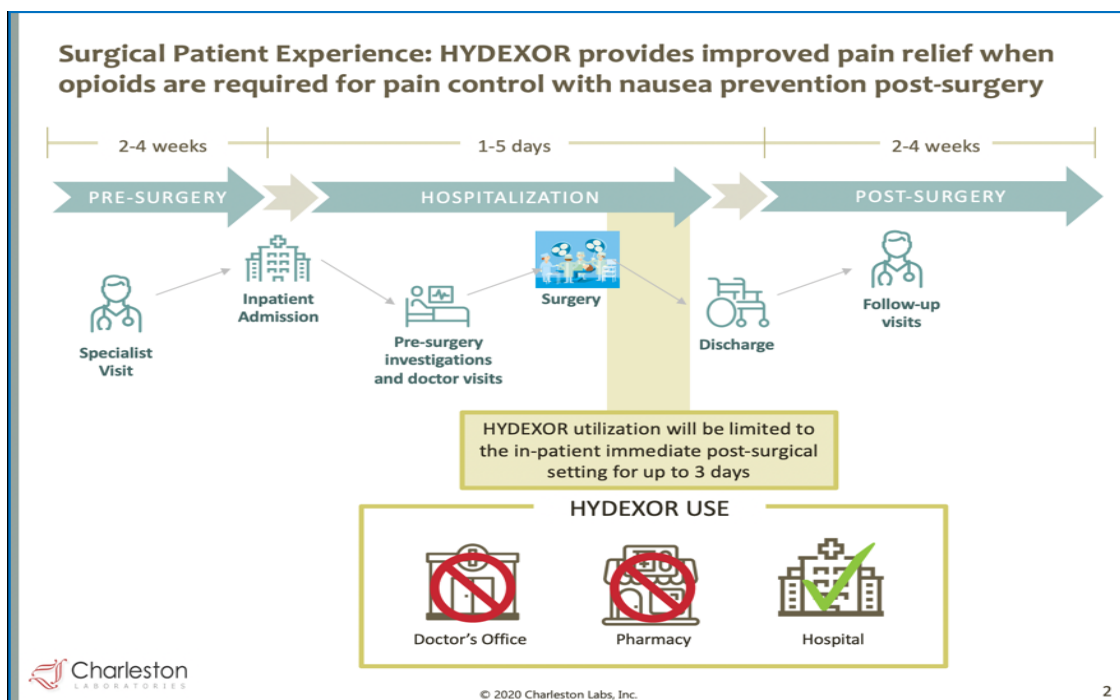 Surgical Patient Experience: HYDEXOR provides improved pain relief when
opioids are required for pain control with nausea prevention post-surgery
2-4 weeks
1-5 days
2-4 weeks
PRE-SURGERY
HOSPITALIZATION
POST-SURGERY
Specialist
Visit
Inpatient
Admission
Pre-surgery
investigations
and doctor visits
Surgery
Discharge
Follow-up
visits
HYDEXOR utilization will be limited to
the in-patient immediate post-surgical
setting for up to 3 days
HYDEXOR USE
Doctor's Office
Pharmacy
Hospital
Charleston
LABORATORIES
© 2020 Charleston Labs, Inc.
2